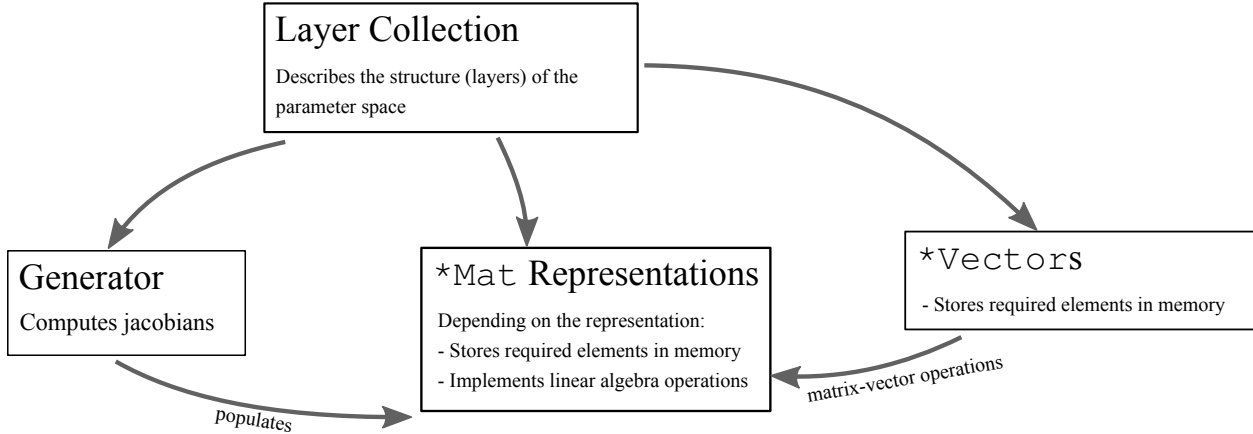 Layer Collection
Describes the structure (layers) of the
parameter space
Generator
Computes jacobians
*Mat Representations
Depending on the representation:
- Stores required elements in memory
- Implements linear algebra operations
*Vectors
- Stores required elements in memory
populates
matrix-vector operations